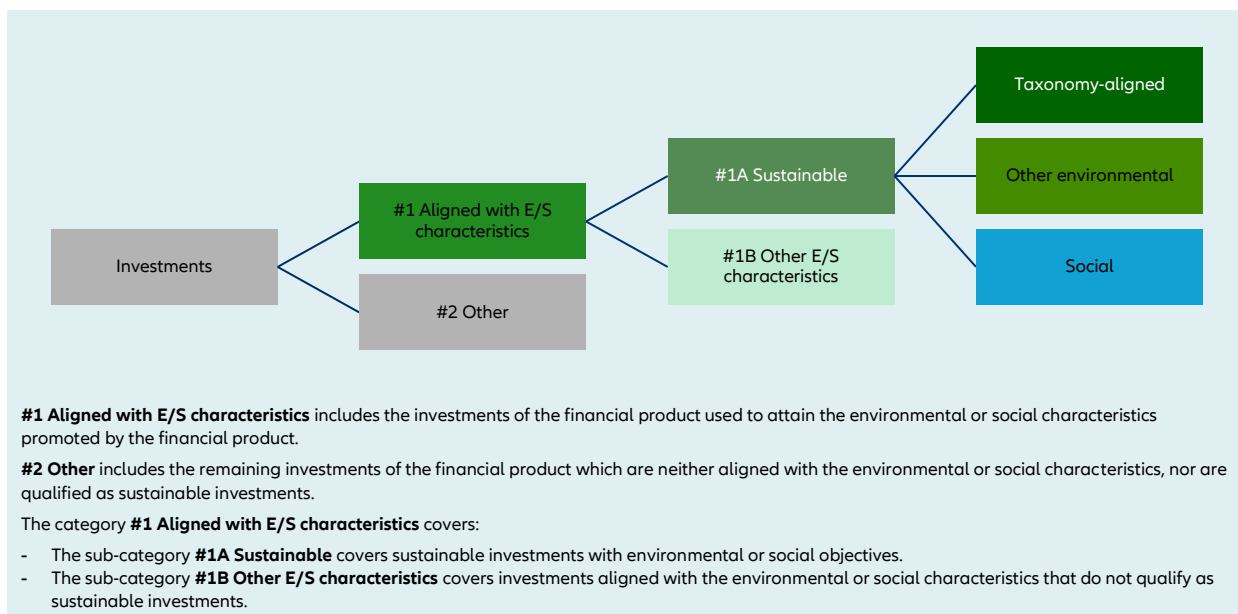 Taxonomy-aligned
#1A Sustainable
Other environmental
#1 Aligned with E/S
characteristics
Investments
#1B Other E/S
characteristics
Social
#2 Other
#1 Aligned with E/S characteristics includes the investments of the financial product used to attain the environmental or social characteristics
promoted by the financial product.
#2 Other includes the remaining investments of the financial product which are neither aligned with the environmental or social characteristics, nor are
qualified as sustainable investments.
The category #1 Aligned with E/S characteristics covers:
- The sub-category #1A Sustainable covers sustainable investments with environmental or social objectives.
- The sub-category #1B Other E/S characteristics covers investments aligned with the environmental or social characteristics that do not qualify as
sustainable investments.